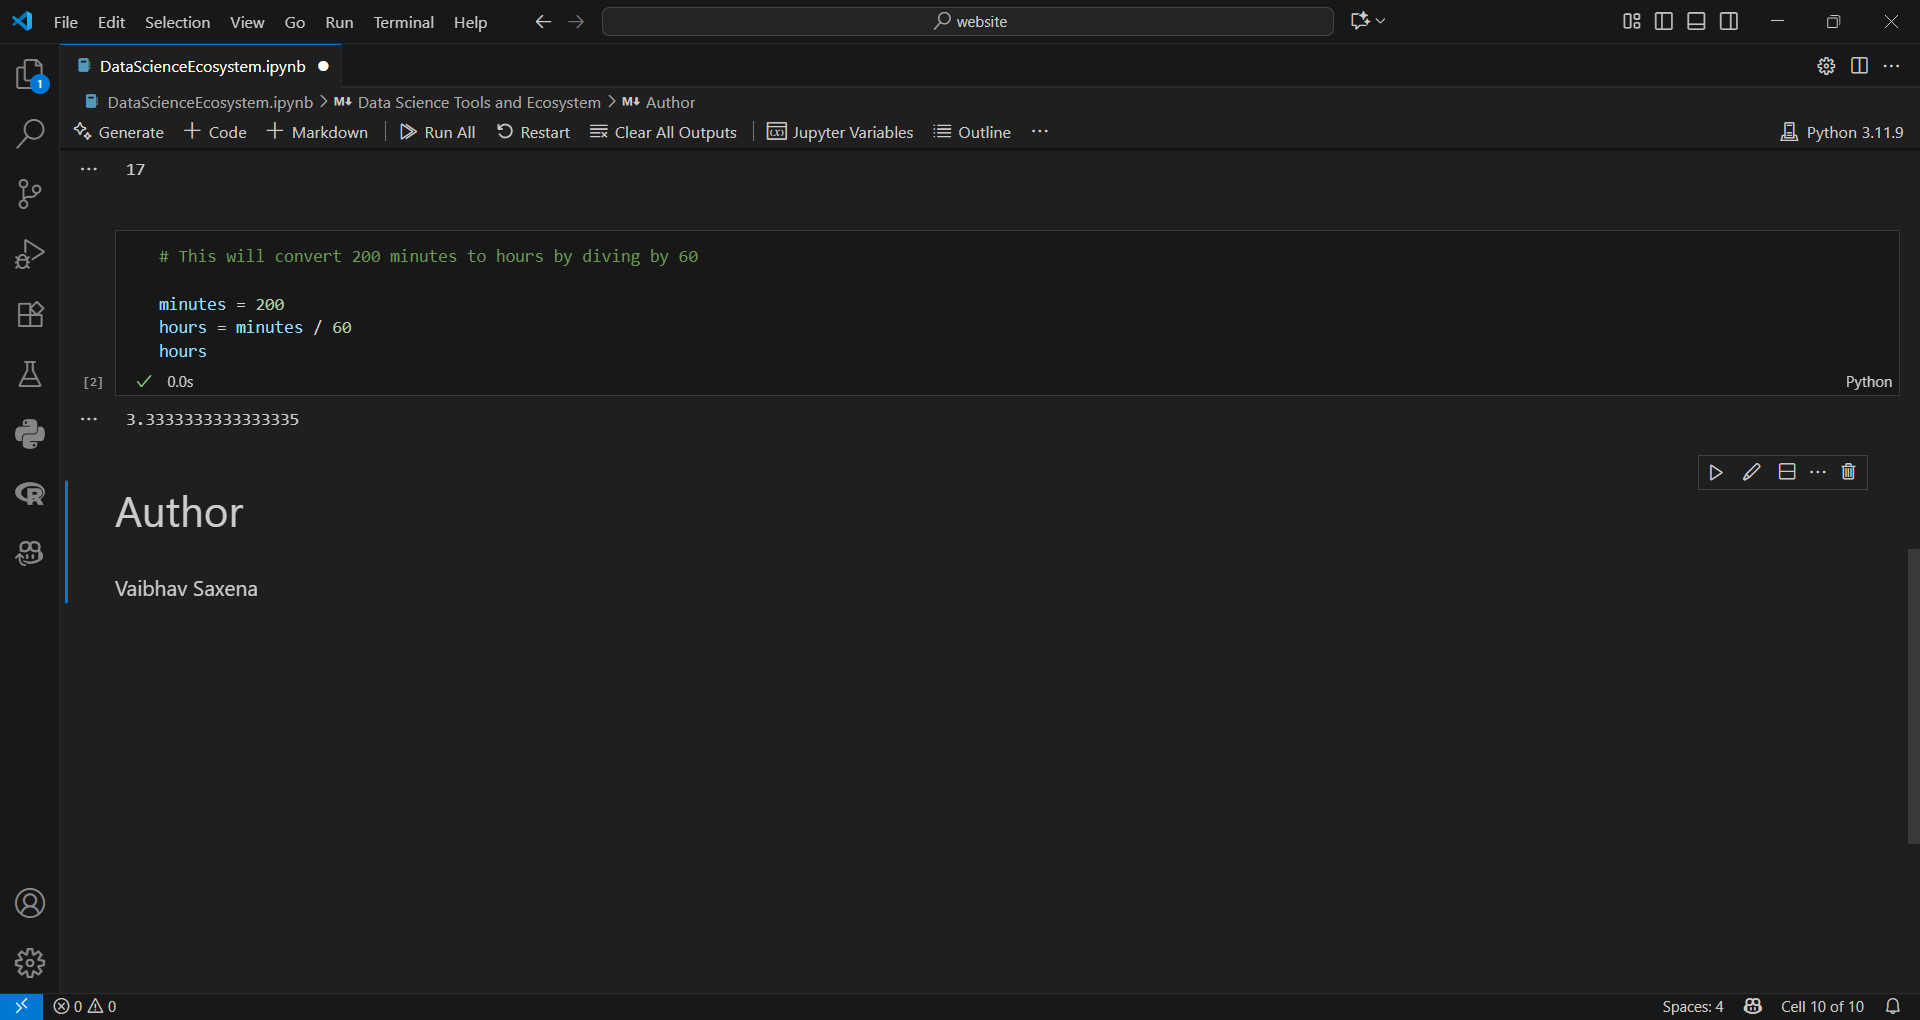 File Edit Selection View Go Run Terminal Help website
DataScienceEcosystem.ipynb
1
DataScienceEcosystem.ipynb > M↓ Data Science Tools and Ecosystem > M↓ Author
Generate + Code + Markdown Run All Restart Clear All Outputs (x) Jupyter Variables Outline ... Python 3.11.9
... 17
# This will convert 200 minutes to hours by diving by 60
minutes = 200
hours = minutes / 60
hours
[2] ✓ 0.0s Python
... 3.3333333333333335
Author
Vaibhav Saxena
0 0 Spaces: 4 Cell 10 of 10